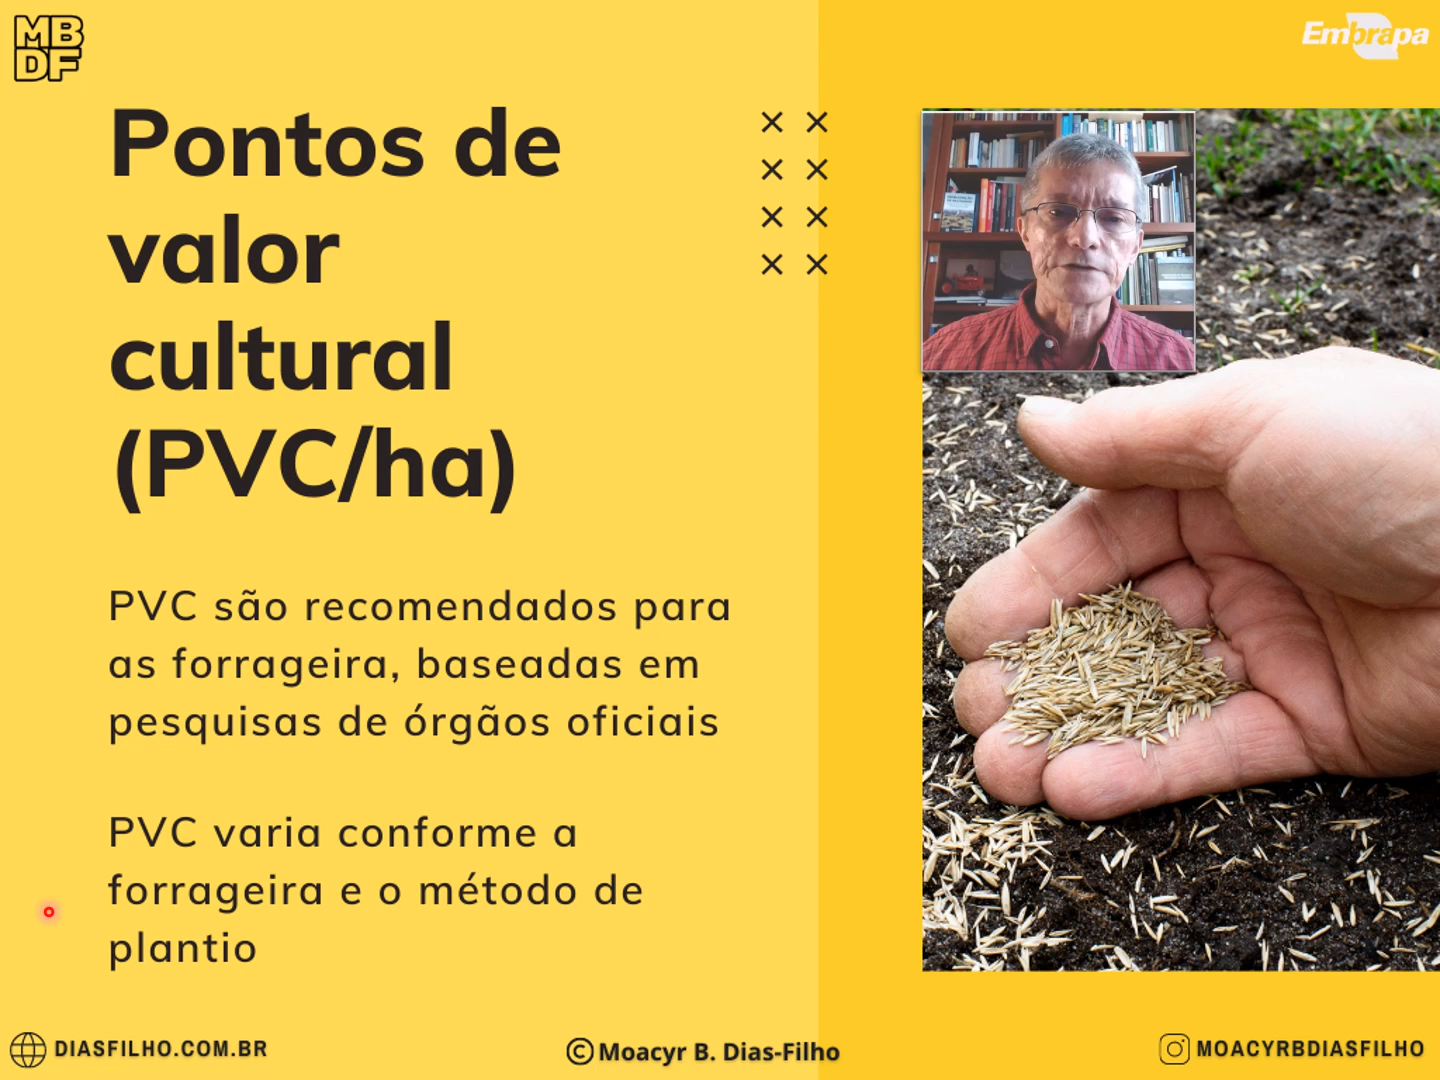 MB
DF
Embrapa
Pontos de
valor
cultural
(PVC/ha)
PVC são recomendados para
as forrageira, baseadas em
pesquisas de órgãos oficiais
PVC varia conforme a
forrageira e o método de
plantio
DIASFILHO.COM.BR
© Moacyr B. Dias-Filho
MOACYRBDIASFILHO